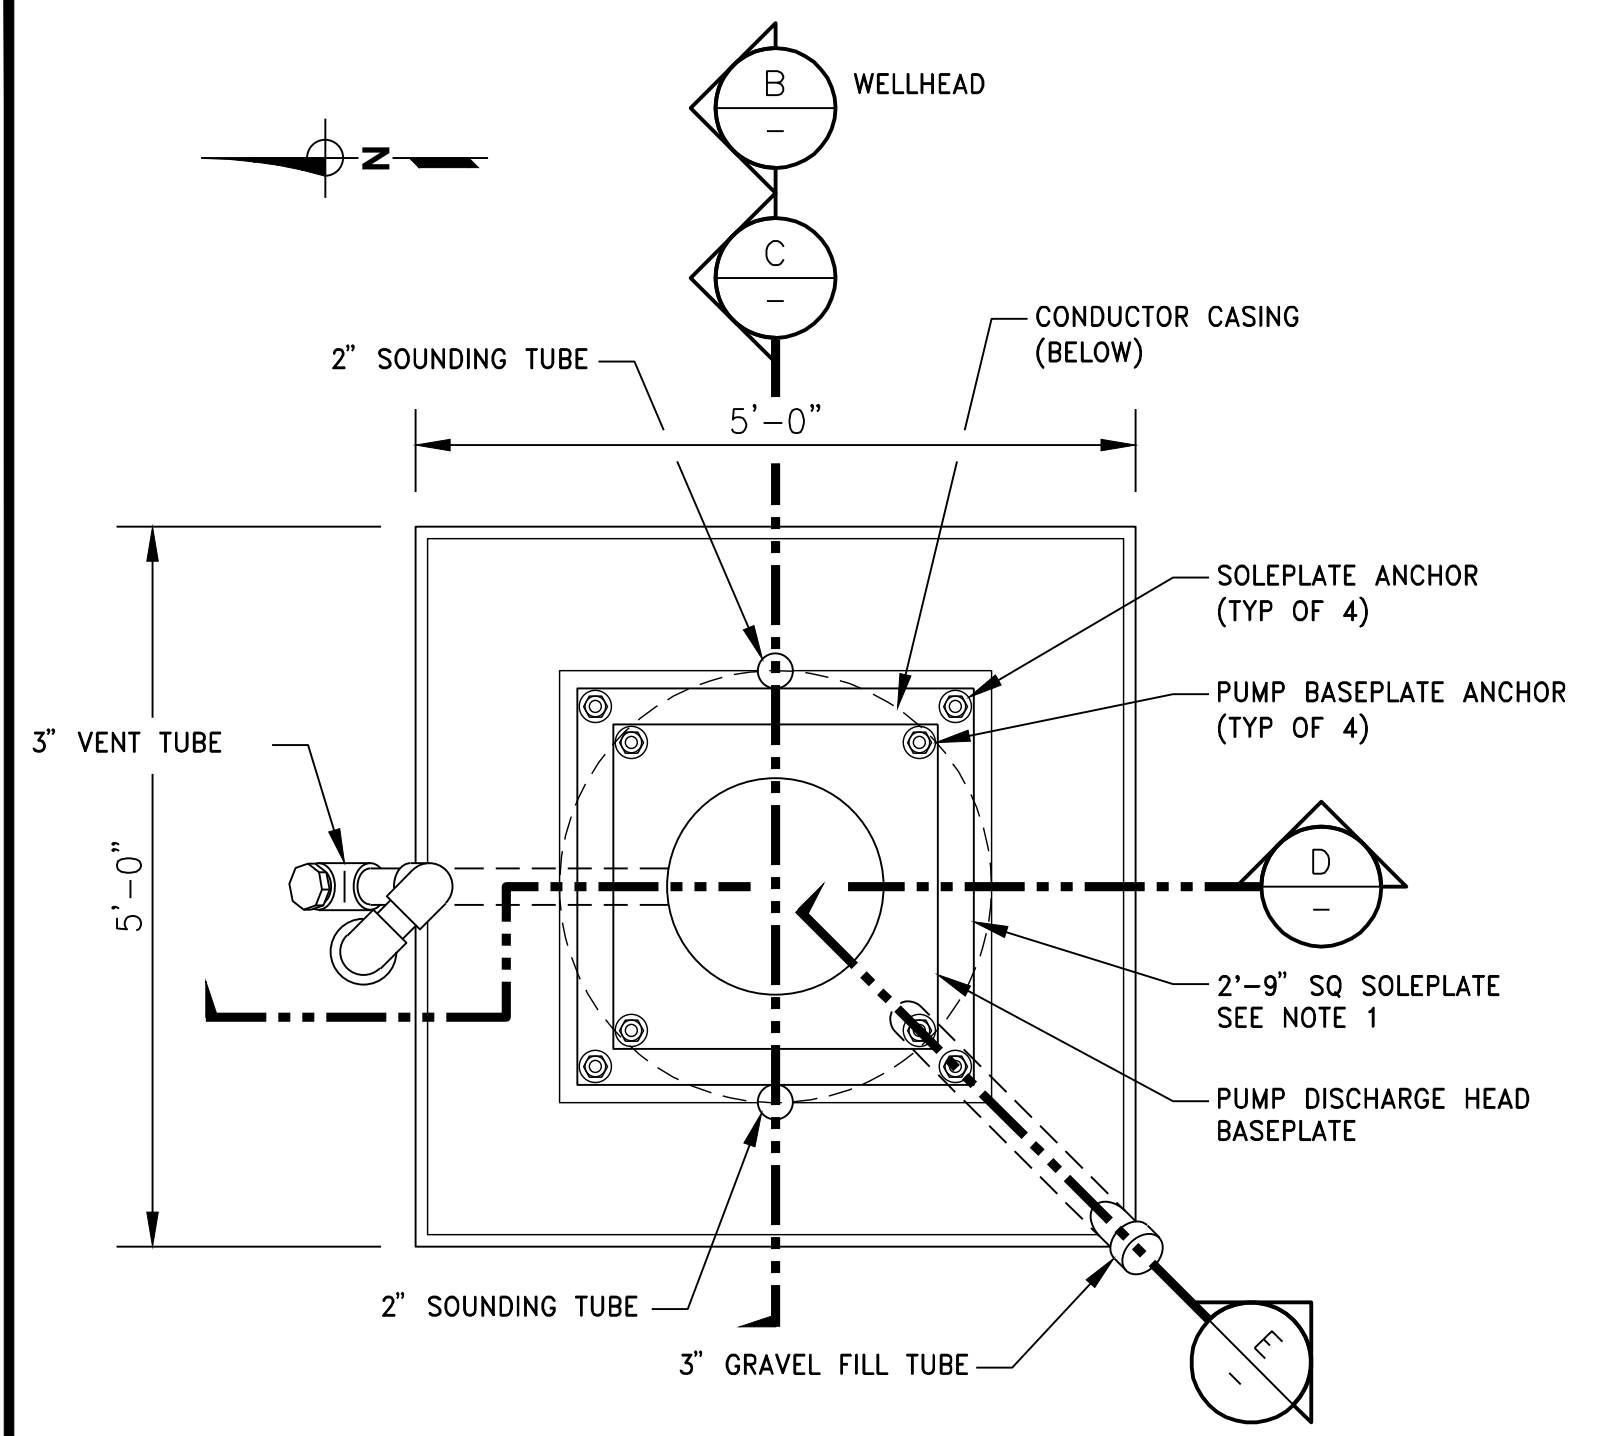 B
–
WELLHEAD
N
C
–
CONDUCTOR CASING
(BELOW)
2" SOUNDING TUBE
5'-0"
SOLEPLATE ANCHOR
(TYP OF 4)
PUMP BASEPLATE ANCHOR
(TYP OF 4)
3" VENT TUBE
5'-0"
D
–
2'-9" SQ SOLEPLATE
SEE NOTE 1
PUMP DISCHARGE HEAD
BASEPLATE
2" SOUNDING TUBE
3" GRAVEL FILL TUBE
E
–